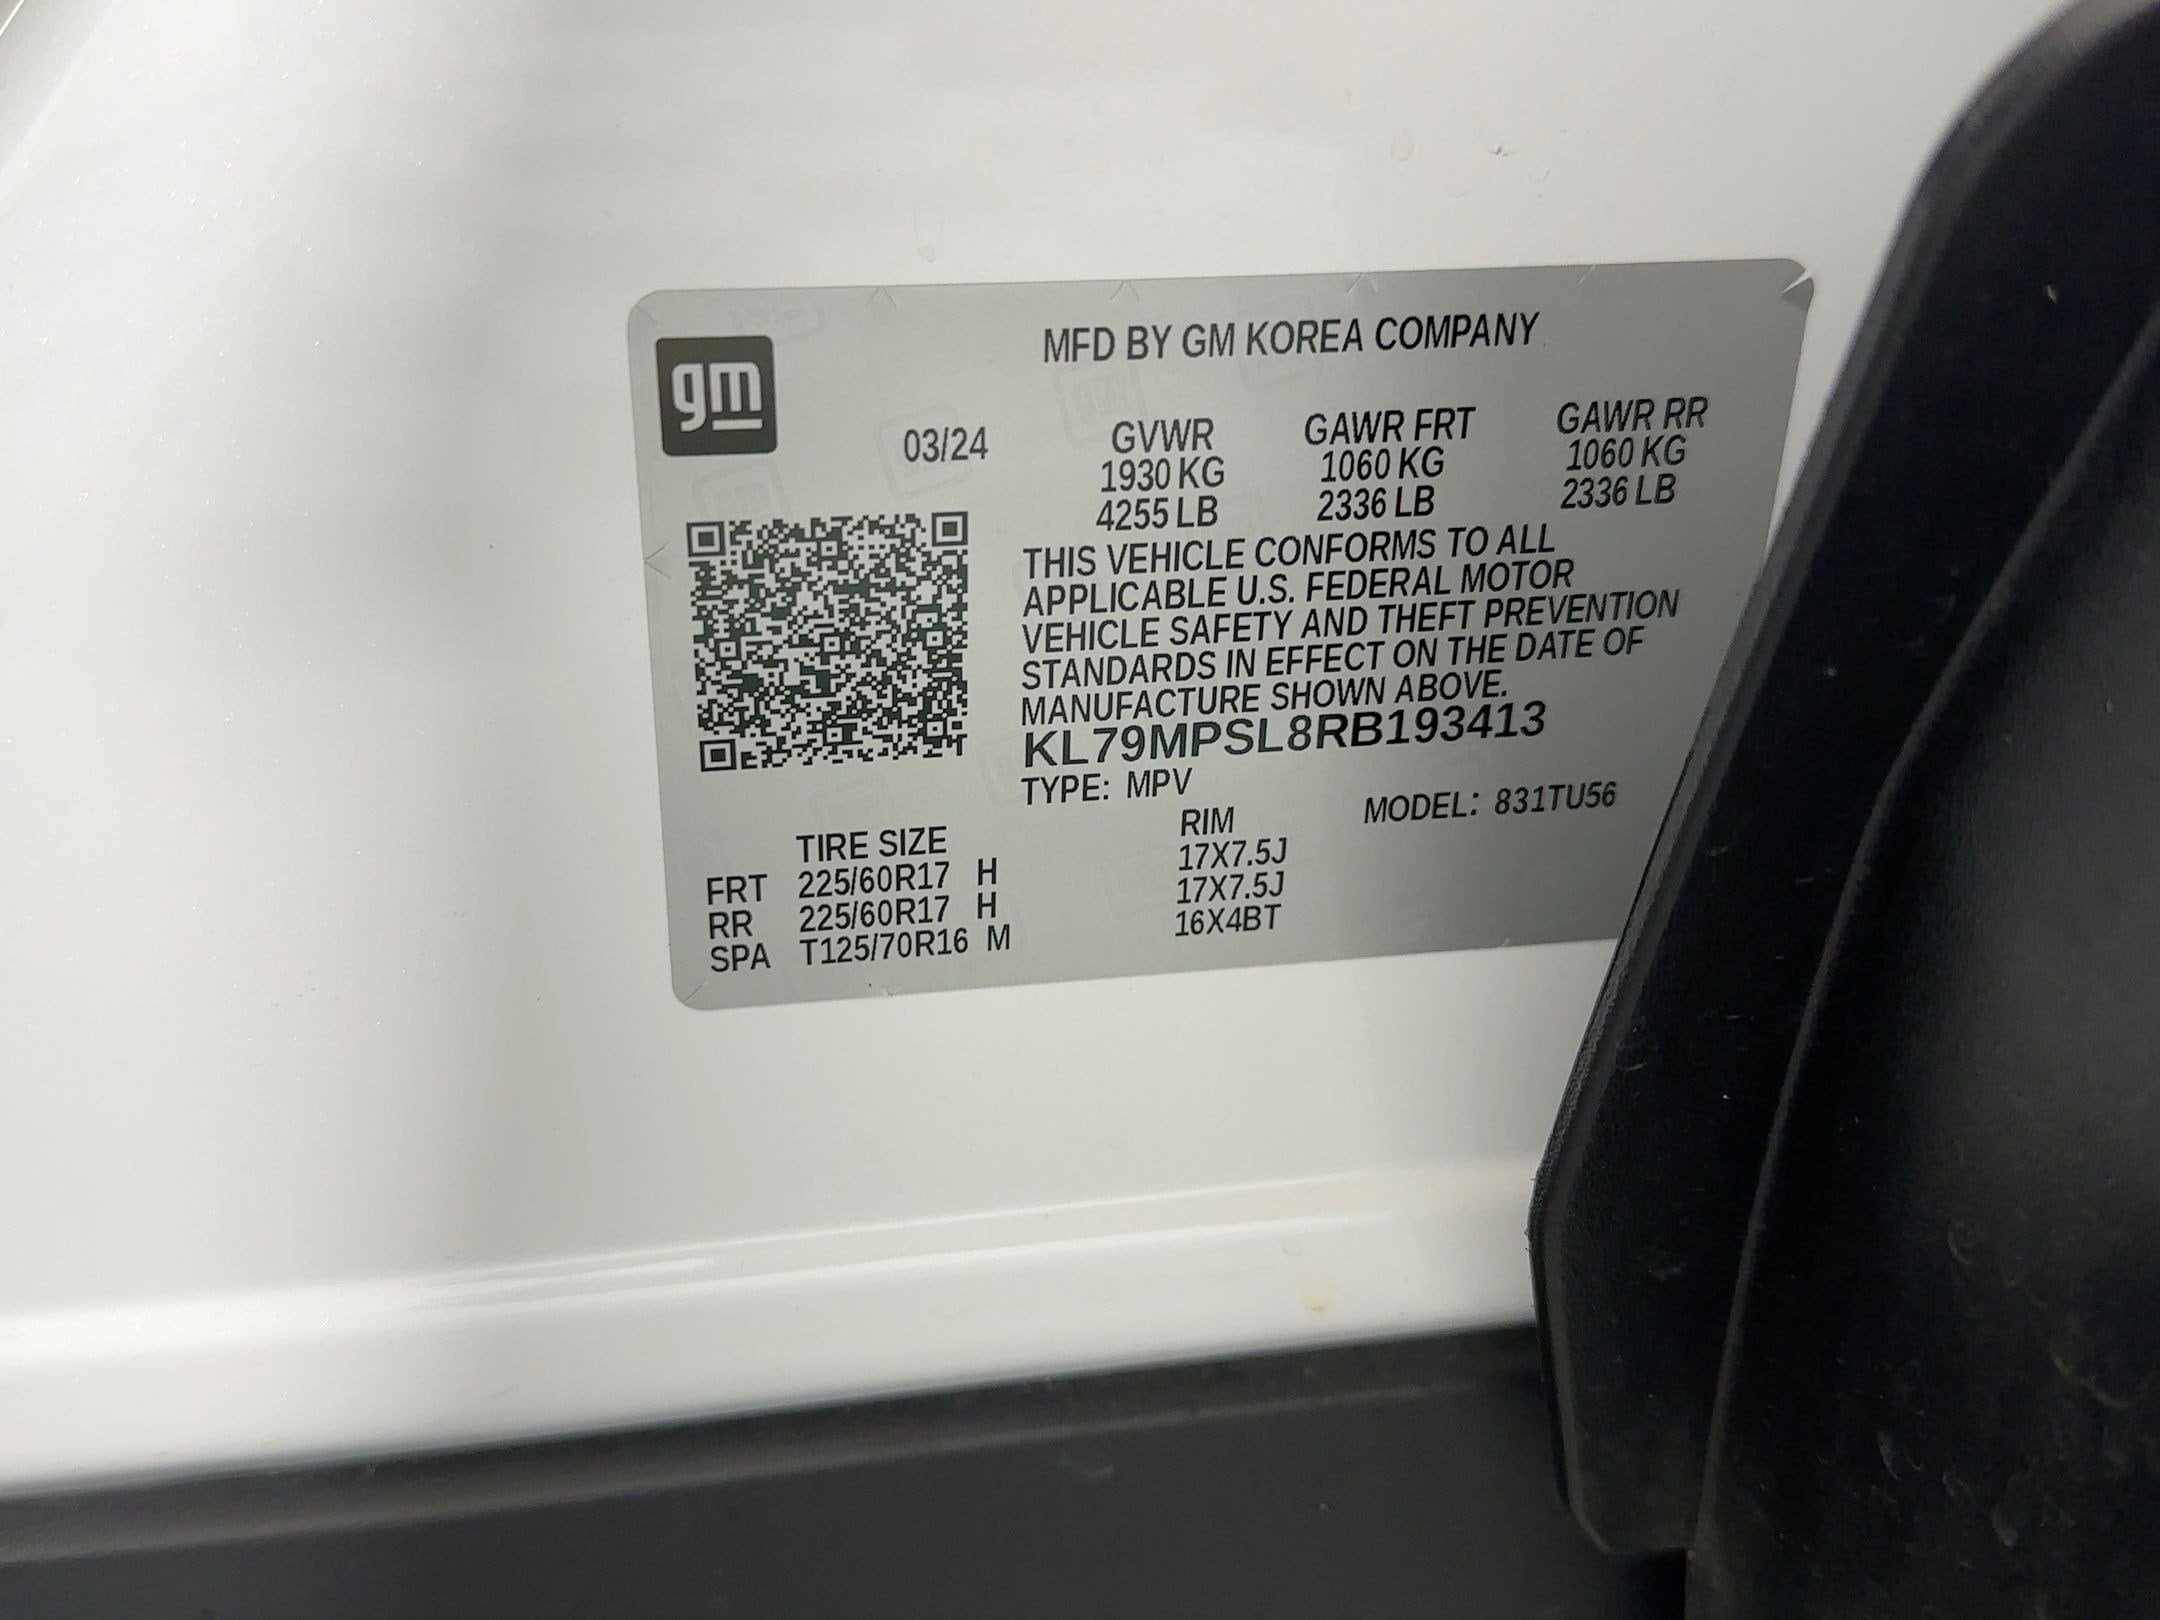 gm
MFD BY GM KOREA COMPANY
03/24 GVWR GAWR FRT GAWR RR
1930 KG 1060 KG 1060 KG
4255 LB 2336 LB 2336 LB
THIS VEHICLE CONFORMS TO ALL
APPLICABLE U.S. FEDERAL MOTOR
VEHICLE SAFETY AND THEFT PREVENTION
STANDARDS IN EFFECT ON THE DATE OF
MANUFACTURE SHOWN ABOVE.
KL79MPSL8RB193413
TYPE: MPV MODEL: 831TU56
TIRE SIZE RIM
FRT 225/60R17 H 17X7.5J
RR 225/60R17 H 17X7.5J
SPA T125/70R16 M 16X4BT